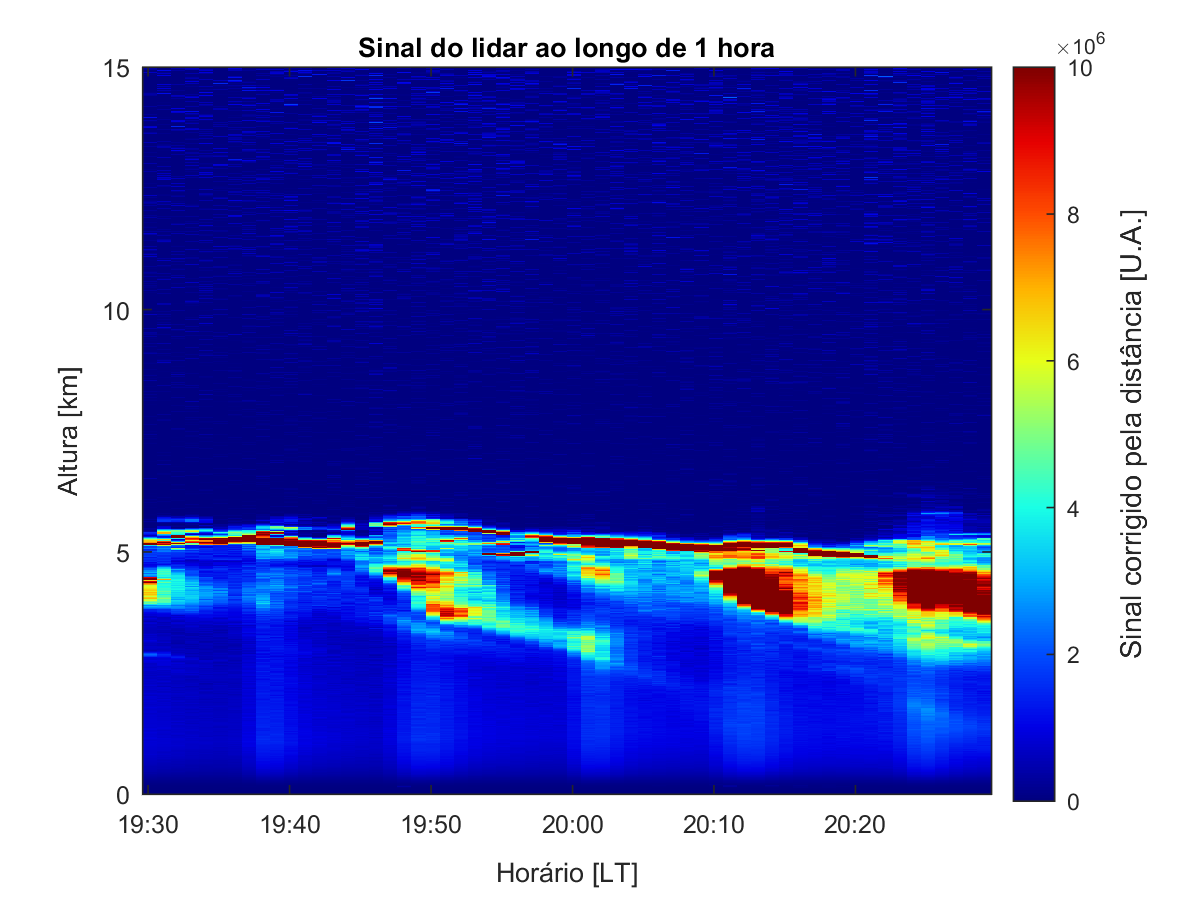 Sinal do lidar ao longo de 1 hora
×10⁶
15
10
5
0
Altura [km]
19:30 19:40 19:50 20:00 20:10 20:20
Horário [LT]
10
8
6
4
2
0
Sinal corrigido pela distância [U.A.]